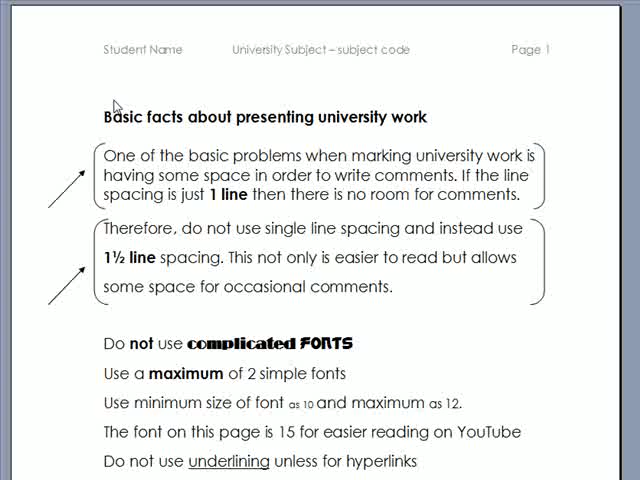 Student Name University Subject – subject code Page 1
Basic facts about presenting university work
One of the basic problems when marking university work is
having some space in order to write comments. If the line
spacing is just 1 line then there is no room for comments.
Therefore, do not use single line spacing and instead use
1½ line spacing. This not only is easier to read but allows
some space for occasional comments.
Do not use complicated FONTS
Use a maximum of 2 simple fonts
Use minimum size of font as 10 and maximum as 12.
The font on this page is 15 for easier reading on YouTube
Do not use underlining unless for hyperlinks